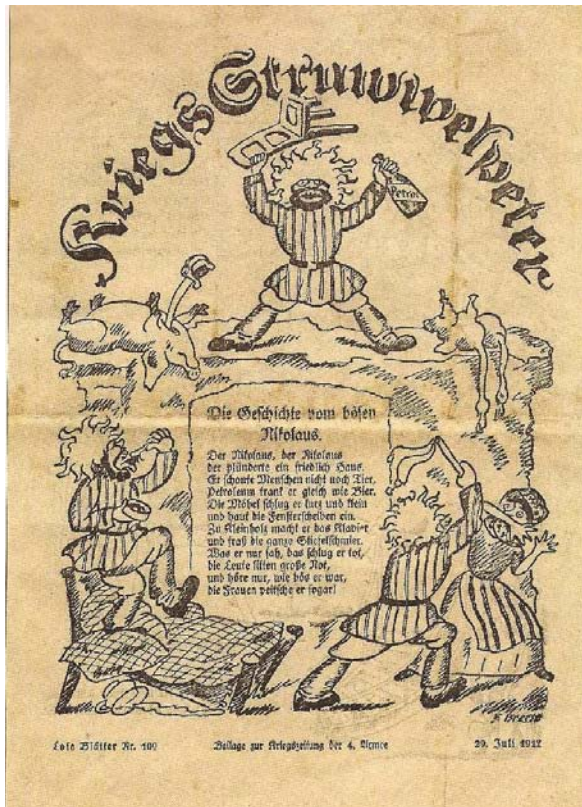 KriegsStruwwelpeter
Petrol
Die Geschichte vom bösen
Nikolaus.
Der Nikolaus, der Nikolaus
der plünderte ein friedlich Haus.
Er schonte Menschen nicht noch Tier.
Petroleum trank er gleich wie Bier.
Die Möbel schlug er kurz und klein
und haut die Fensterscheiben ein.
Zu Kleinholz macht er das Klavier
und fraß die ganze Stiefelschmier.
Was er nur sah, das schlug er tot,
die Leute litten große Not,
und höre nur, wie bös er war,
die Frauen peitsche er sogar!
Lose Blätter Nr. 109
Beilage zur Kriegszeitung der 4. Armee
29. Juli 1917